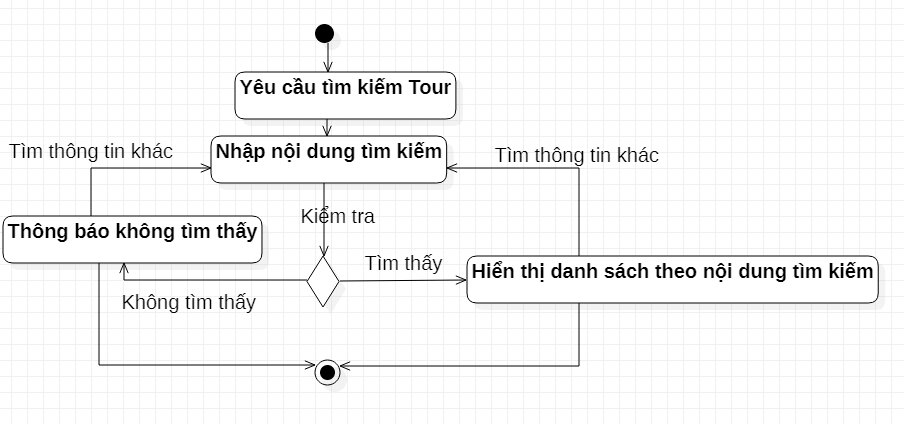 Yêu cầu tìm kiếm Tour
Nhập nội dung tìm kiếm
Tìm thông tin khác
Tìm thông tin khác
Kiểm tra
Thông báo không tìm thấy
Tìm thấy
Hiển thị danh sách theo nội dung tìm kiếm
Không tìm thấy